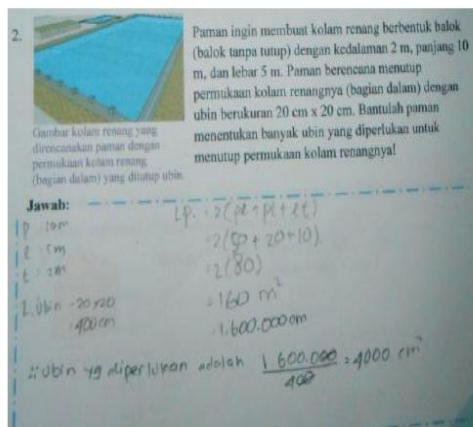 2.
Paman ingin membuat kolam renang berbentuk balok
(balok tanpa tutup) dengan kedalaman 2 m, panjang 10
m, dan lebar 5 m. Paman berencana menutup
permukaan kolam renangnya (bagian dalam) dengan
ubin berukuran 20 cm x 20 cm. Bantulah paman
menentukan banyak ubin yang diperlukan untuk
menutup permukaan kolam renangnya!
Gambar kolam renang yang
direncanakan paman dengan
permukaan kolam renang
(bagian dalam) yang ditutup ubin.
Jawab:
p : 10m
l : 5m
t : 2m
L. Ubin = 20 x 20
= 400 cm
Lp. = 2(pl + pt + lt)
= 2(50 + 20 + 10)
= 2(80)
= 160 m²
= 1.600.000 cm
∴ Ubin yg diperlukan adalah 1.600.000/400 = 4000 cm²